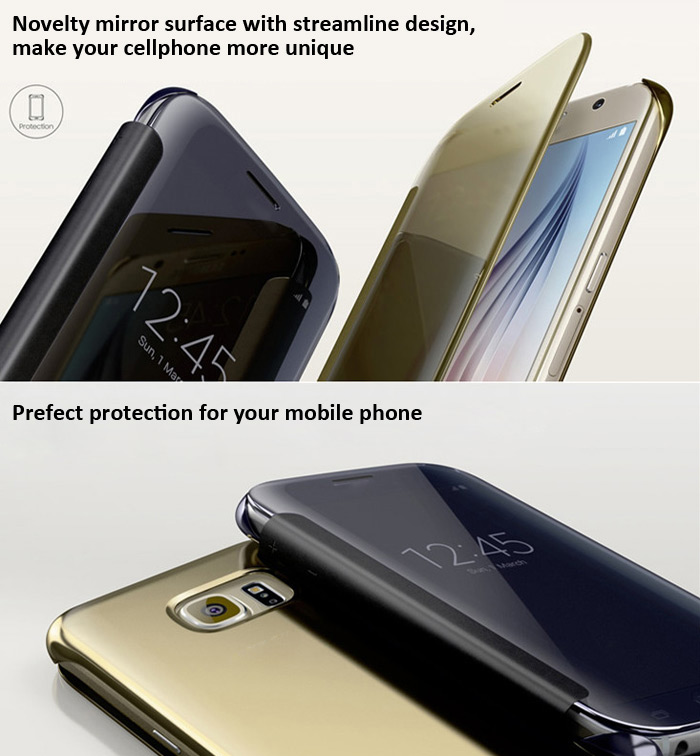 Novelty mirror surface with streamline design,
make your cellphone more unique
Protection
12:45
Sun, 1 Mar
Prefect protection for your mobile phone
12:45
Sun, 1 March